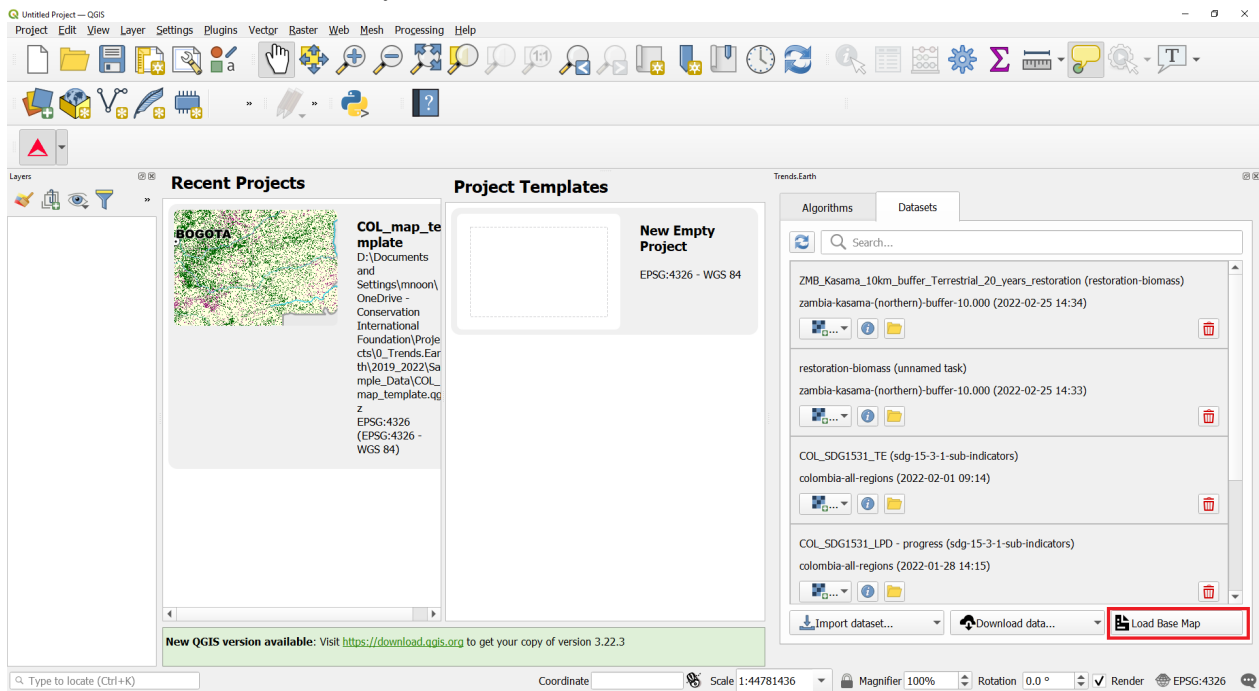 Untitled Project — QGIS
Project Edit View Layer Settings Plugins Vector Raster Web Mesh Processing Help
Layers
Recent Projects
BOGOTA
COL_map_te
mplate
D:\Documents
and
Settings\mnoon\
OneDrive -
Conservation
International
Foundation\Proje
cts\0_Trends.Ear
th\2019_2022\Sa
mple_Data\COL_
map_template.qg
z
EPSG:4326
(EPSG:4326 -
WGS 84)
Project Templates
New Empty
Project
EPSG:4326 - WGS 84
New QGIS version available: Visit https://download.qgis.org to get your copy of version 3.22.3
Trends.Earth
Algorithms Datasets
Search...
ZMB_Kasama_10km_buffer_Terrestrial_20_years_restoration (restoration-biomass)
zambia-kasama-(northern)-buffer-10.000 (2022-02-25 14:34)
...
restoration-biomass (unnamed task)
zambia-kasama-(northern)-buffer-10.000 (2022-02-25 14:33)
...
COL_SDG1531_TE (sdg-15-3-1-sub-indicators)
colombia-all-regions (2022-02-01 09:14)
...
COL_SDG1531_LPD - progress (sdg-15-3-1-sub-indicators)
colombia-all-regions (2022-01-28 14:15)
...
Import dataset... Download data... Load Base Map
Type to locate (Ctrl+K) Coordinate Scale 1:44781436 Magnifier 100% Rotation 0.0 ° Render EPSG:4326